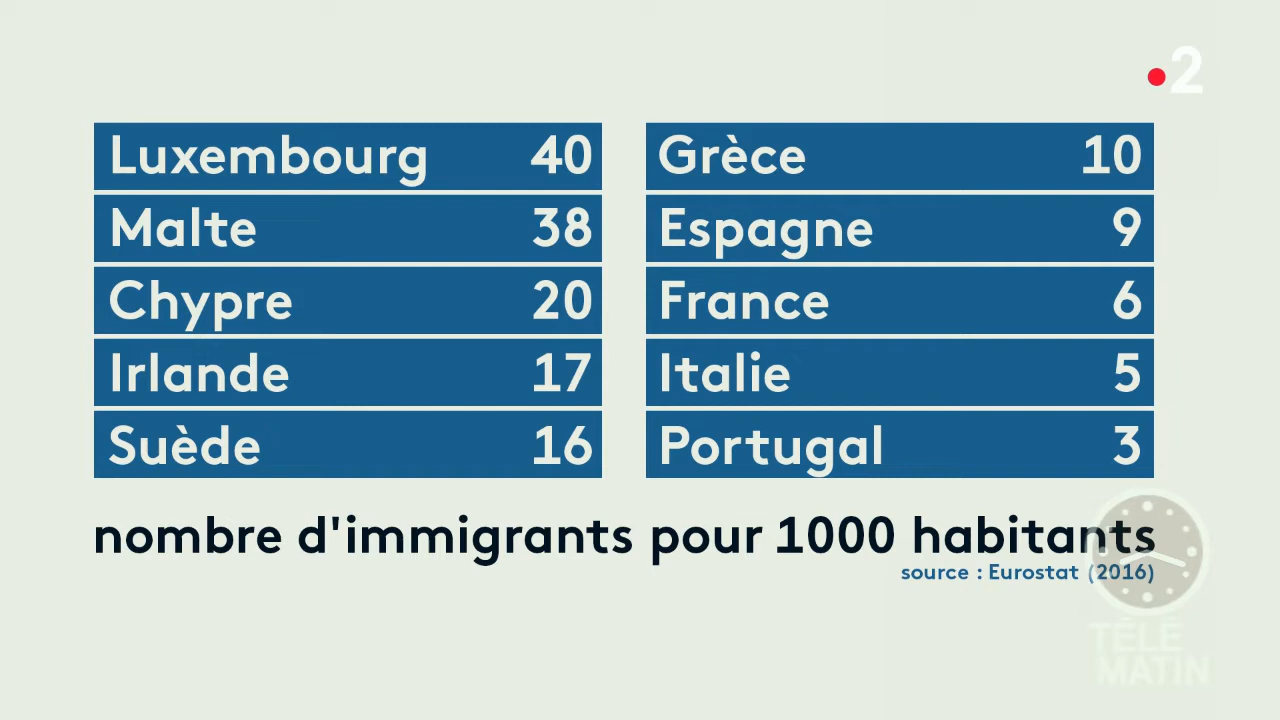 2
Luxembourg 40
Malte 38
Chypre 20
Irlande 17
Suède 16
Grèce 10
Espagne 9
France 6
Italie 5
Portugal 3
nombre d'immigrants pour 1000 habitants
source : Eurostat (2016)
TÉLÉ
MATIN